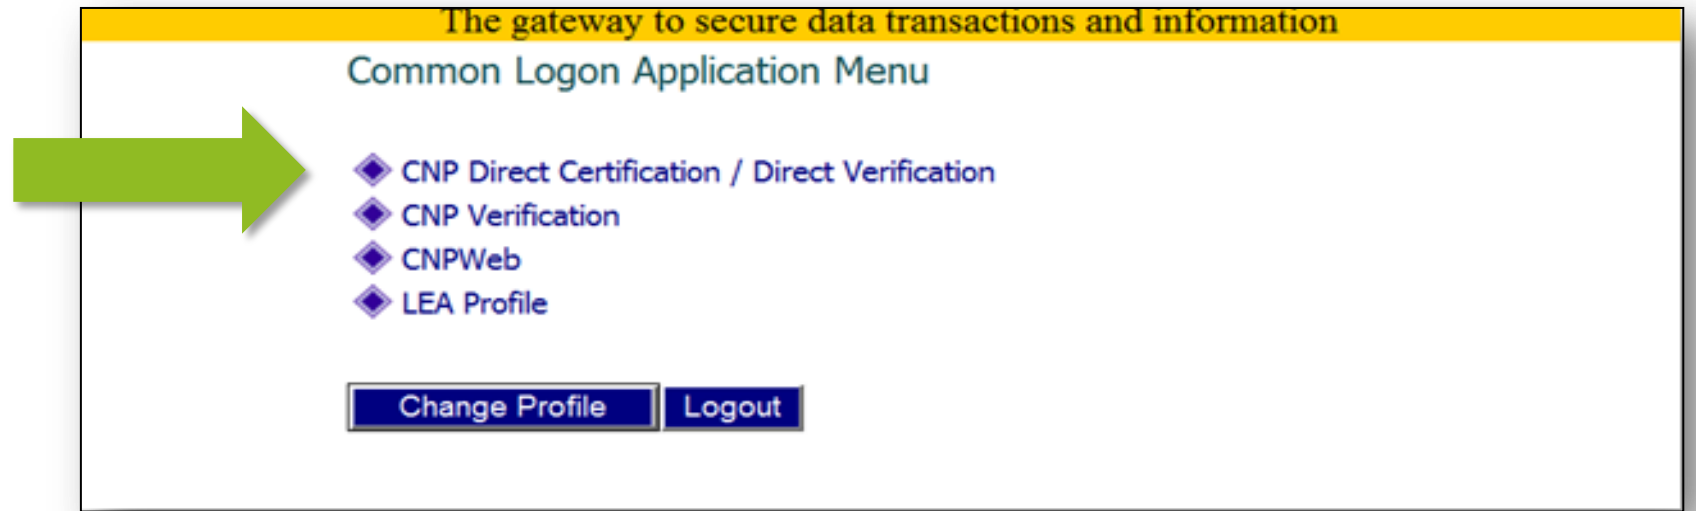 The gateway to secure data transactions and information
Common Logon Application Menu
CNP Direct Certification / Direct Verification
CNP Verification
CNPWeb
LEA Profile
Change Profile Logout